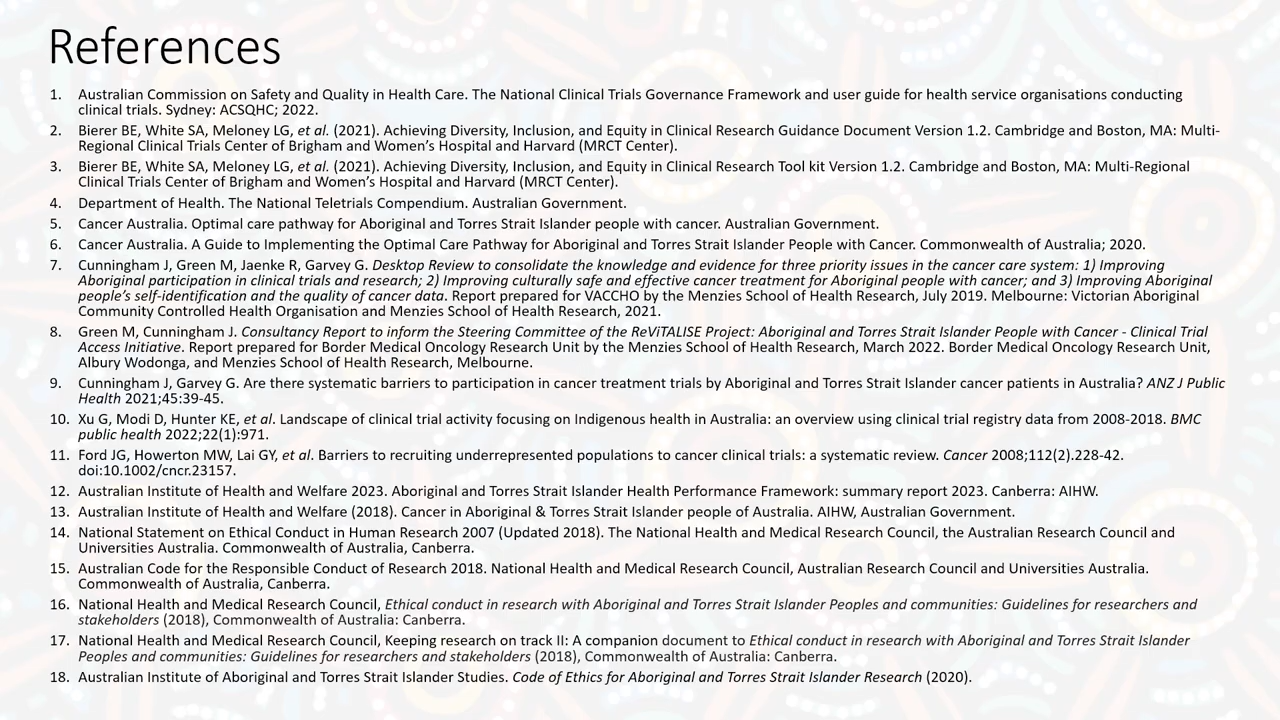 References
1. Australian Commission on Safety and Quality in Health Care. The National Clinical Trials Governance Framework and user guide for health service organisations conducting
clinical trials. Sydney: ACSQHC; 2022.
2. Bierer BE, White SA, Meloney LG, et al. (2021). Achieving Diversity, Inclusion, and Equity in Clinical Research Guidance Document Version 1.2. Cambridge and Boston, MA: Multi-
Regional Clinical Trials Center of Brigham and Women’s Hospital and Harvard (MRCT Center).
3. Bierer BE, White SA, Meloney LG, et al. (2021). Achieving Diversity, Inclusion, and Equity in Clinical Research Tool kit Version 1.2. Cambridge and Boston, MA: Multi-Regional
Clinical Trials Center of Brigham and Women’s Hospital and Harvard (MRCT Center).
4. Department of Health. The National Teletrials Compendium. Australian Government.
5. Cancer Australia. Optimal care pathway for Aboriginal and Torres Strait Islander people with cancer. Australian Government.
6. Cancer Australia. A Guide to Implementing the Optimal Care Pathway for Aboriginal and Torres Strait Islander People with Cancer. Commonwealth of Australia; 2020.
7. Cunningham J, Green M, Jaenke R, Garvey G. Desktop Review to consolidate the knowledge and evidence for three priority issues in the cancer care system: 1) Improving
Aboriginal participation in clinical trials and research; 2) Improving culturally safe and effective cancer treatment for Aboriginal people with cancer; and 3) Improving Aboriginal
people’s self-identification and the quality of cancer data. Report prepared for VACCHO by the Menzies School of Health Research, July 2019. Melbourne: Victorian Aboriginal
Community Controlled Health Organisation and Menzies School of Health Research, 2021.
8. Green M, Cunningham J. Consultancy Report to inform the Steering Committee of the ReViTALISE Project: Aboriginal and Torres Strait Islander People with Cancer - Clinical Trial
Access Initiative. Report prepared for Border Medical Oncology Research Unit by the Menzies School of Health Research, March 2022. Border Medical Oncology Research Unit,
Albury Wodonga, and Menzies School of Health Research, Melbourne.
9. Cunningham J, Garvey G. Are there systematic barriers to participation in cancer treatment trials by Aboriginal and Torres Strait Islander cancer patients in Australia? ANZ J Public
Health 2021;45:39-45.
10. Xu G, Modi D, Hunter KE, et al. Landscape of clinical trial activity focusing on Indigenous health in Australia: an overview using clinical trial registry data from 2008-2018. BMC
public health 2022;22(1):971.
11. Ford JG, Howerton MW, Lai GY, et al. Barriers to recruiting underrepresented populations to cancer clinical trials: a systematic review. Cancer 2008;112(2).228-42.
doi:10.1002/cncr.23157.
12. Australian Institute of Health and Welfare 2023. Aboriginal and Torres Strait Islander Health Performance Framework: summary report 2023. Canberra: AIHW.
13. Australian Institute of Health and Welfare (2018). Cancer in Aboriginal & Torres Strait Islander people of Australia. AIHW, Australian Government.
14. National Statement on Ethical Conduct in Human Research 2007 (Updated 2018). The National Health and Medical Research Council, the Australian Research Council and
Universities Australia. Commonwealth of Australia, Canberra.
15. Australian Code for the Responsible Conduct of Research 2018. National Health and Medical Research Council, Australian Research Council and Universities Australia.
Commonwealth of Australia, Canberra.
16. National Health and Medical Research Council, Ethical conduct in research with Aboriginal and Torres Strait Islander Peoples and communities: Guidelines for researchers and
stakeholders (2018), Commonwealth of Australia: Canberra.
17. National Health and Medical Research Council, Keeping research on track II: A companion document to Ethical conduct in research with Aboriginal and Torres Strait Islander
Peoples and communities: Guidelines for researchers and stakeholders (2018), Commonwealth of Australia: Canberra.
18. Australian Institute of Aboriginal and Torres Strait Islander Studies. Code of Ethics for Aboriginal and Torres Strait Islander Research (2020).